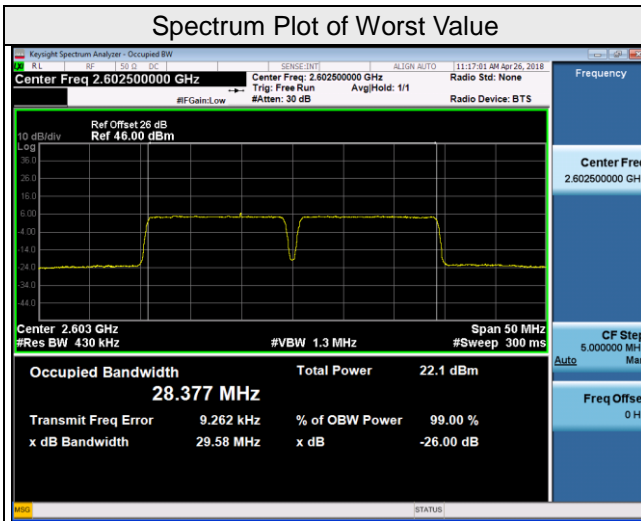 Spectrum Plot of Worst Value
Keysight Spectrum Analyzer - Occupied BW
RL RF 50 Ω DC SENSE:INT ALIGN AUTO 11:17:01 AM Apr 26, 2018
Center Freq 2.602500000 GHz
Center Freq: 2.602500000 GHz
Radio Std: None
Trig: Free Run Avg|Hold: 1/1
#IFGain:Low
#Atten: 30 dB
Radio Device: BTS
Frequency
Ref Offset 26 dB
10 dB/div Ref 46.00 dBm
Log
36.0
26.0
16.0
6.00
-4.00
-14.0
-24.0
-34.0
-44.0
Center Fre
2.602500000 GH
Center 2.603 GHz Span 50 MHz
#Res BW 430 kHz #VBW 1.3 MHz #Sweep 300 ms
CF Step
5.000000 MH
Auto Ma
Occupied Bandwidth Total Power 22.1 dBm
28.377 MHz
Transmit Freq Error 9.262 kHz % of OBW Power 99.00 %
x dB Bandwidth 29.58 MHz x dB -26.00 dB
Freq Offse
0 H
MSG STATUS